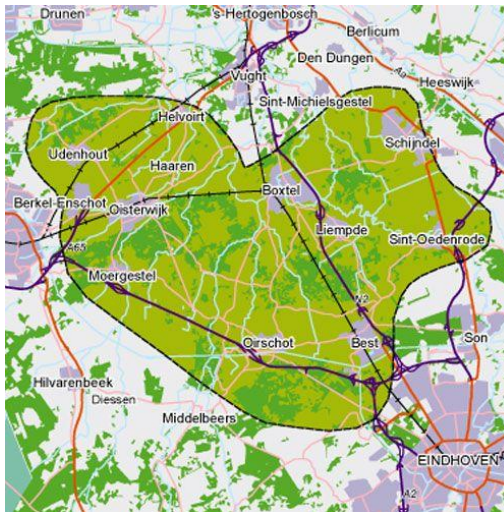 Drunen
's-Hertogenbosch
Berlicum
Den Dungen
Vught
Heeswijk
Sint-Michielsgestel
Helvoirt
Schijndel
Udenhout
Haaren
Boxtel
Berkel-Enschot
Oisterwijk
Liempde
Sint-Oedenrode
A65
Moergestel
Oirschot
Best
Son
Hilvarenbeek
Diessen
Middelbeers
EINDHOVEN
A2